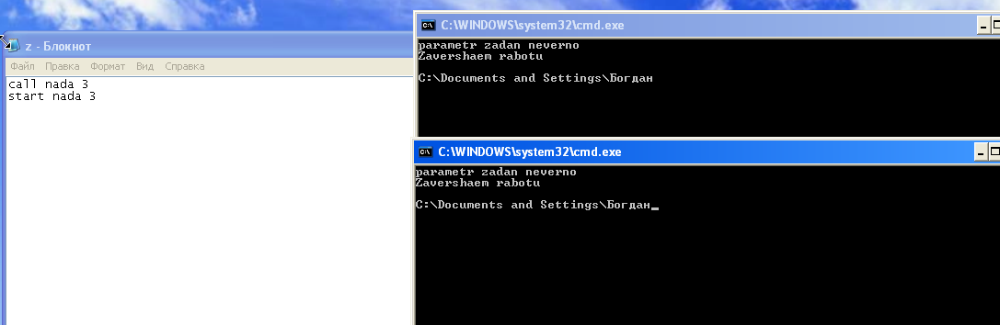 z - Блокнот
Файл Правка Формат Вид Справка
call nada 3
start nada 3
C:\WINDOWS\system32\cmd.exe
parametr zadan neverno
Zavershaem rabotu
C:\Documents and Settings\Богдан
C:\WINDOWS\system32\cmd.exe
parametr zadan neverno
Zavershaem rabotu
C:\Documents and Settings\Богдан_